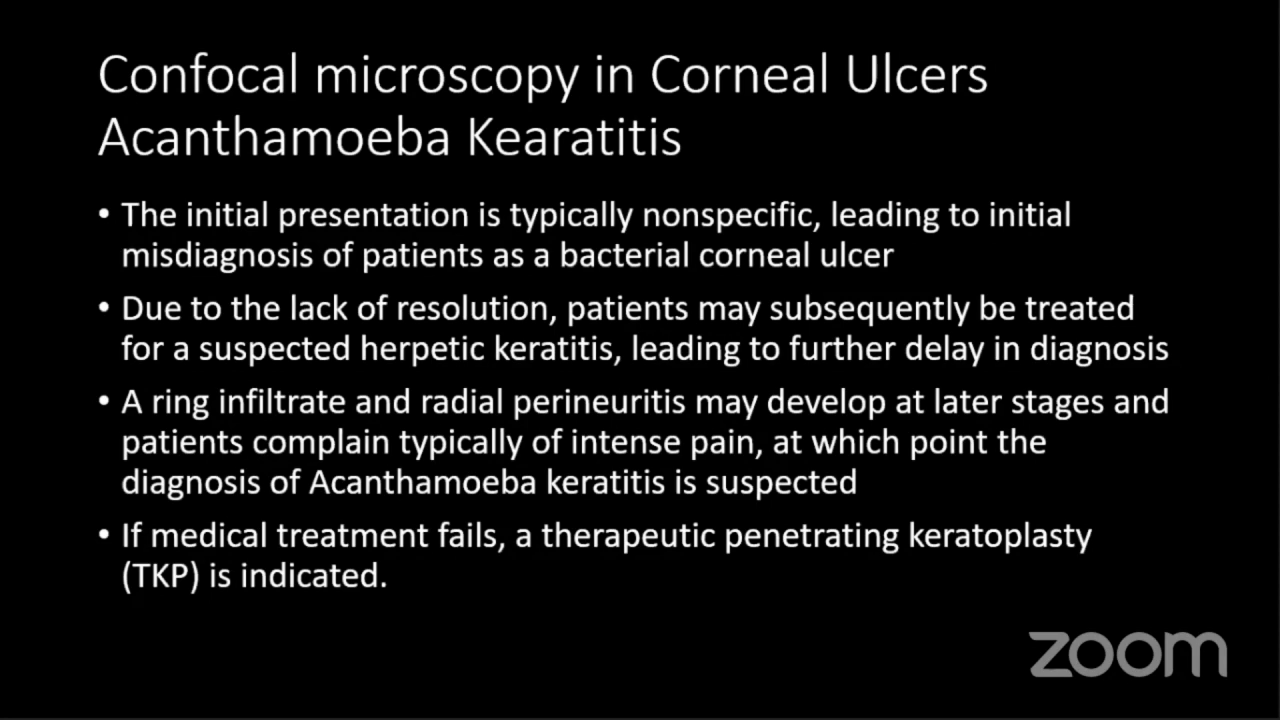 Confocal microscopy in Corneal Ulcers
Acanthamoeba Kearatitis
• The initial presentation is typically nonspecific, leading to initial
misdiagnosis of patients as a bacterial corneal ulcer
• Due to the lack of resolution, patients may subsequently be treated
for a suspected herpetic keratitis, leading to further delay in diagnosis
• A ring infiltrate and radial perineuritis may develop at later stages and
patients complain typically of intense pain, at which point the
diagnosis of Acanthamoeba keratitis is suspected
• If medical treatment fails, a therapeutic penetrating keratoplasty
(TKP) is indicated.
zoom